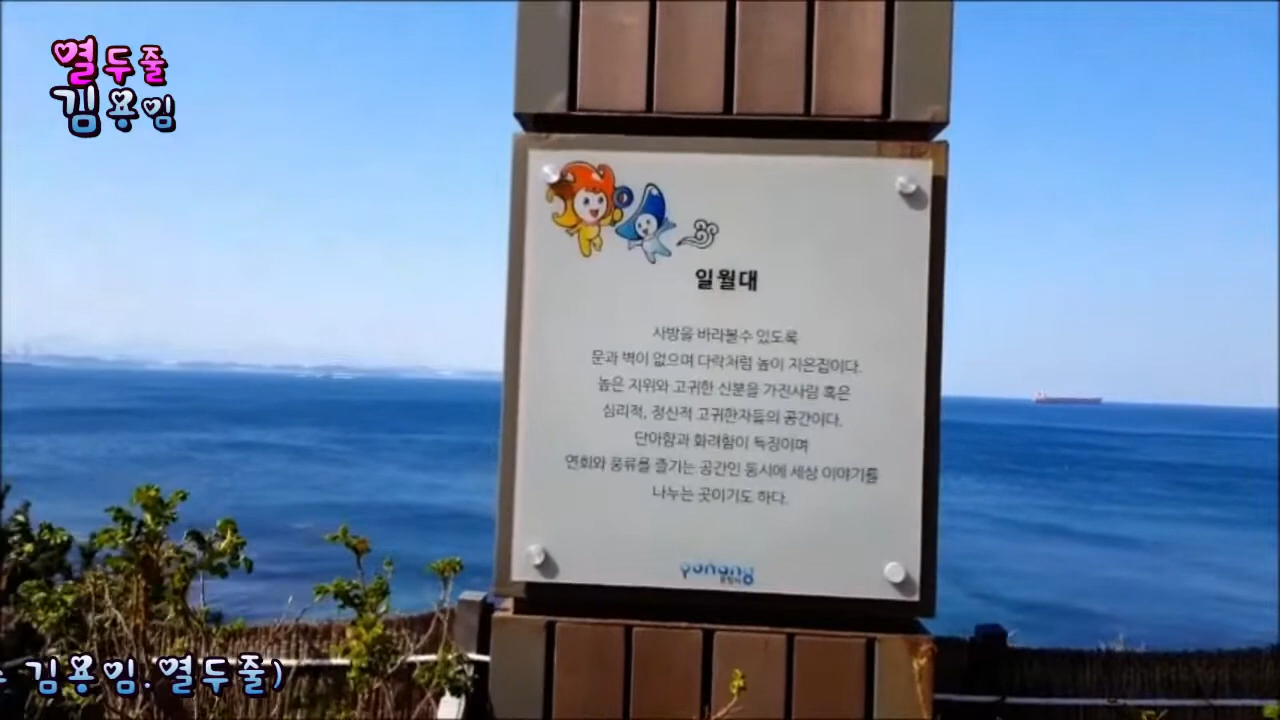 열두줄
김용임
일월대
사방을 바라볼수 있도록
문과 벽이 없으며 다락처럼 높이 지은집이다.
높은 지위와 고귀한 신분을 가진사람 혹은
심리적, 정신적 고귀한자들의 공간이다.
단아함과 화려함이 특징이며
연회와 풍류를 즐기는 공간인 동시에 세상 이야기를
나누는 곳이기도 하다.
pohang
포항시
김용임.열두줄)